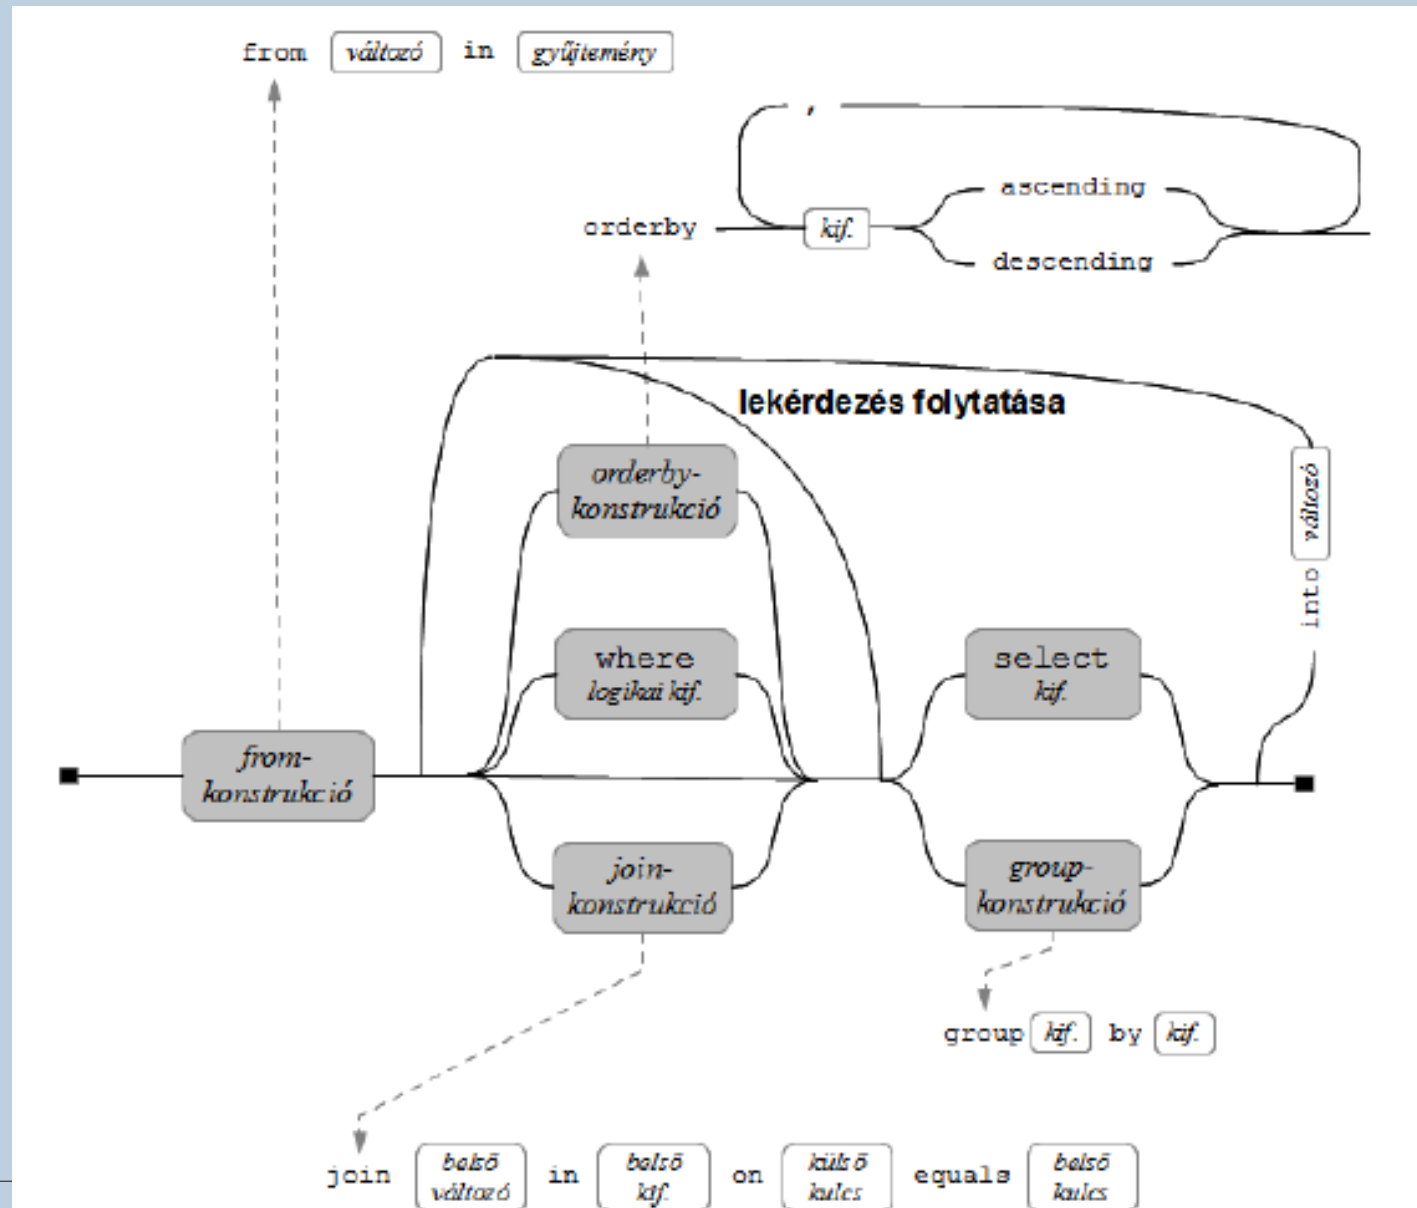 from változó in gyűjtemény
,
ascending
orderby kif.
descending
lekérdezés folytatása
orderby-
konstrukció
változó
into
where
logikai kif.
select
kif.
from-
konstrukció
join-
konstrukció
group-
konstrukció
group kif. by kif.
join belső változó in belső kif. on külső kulcs equals belső kulcs